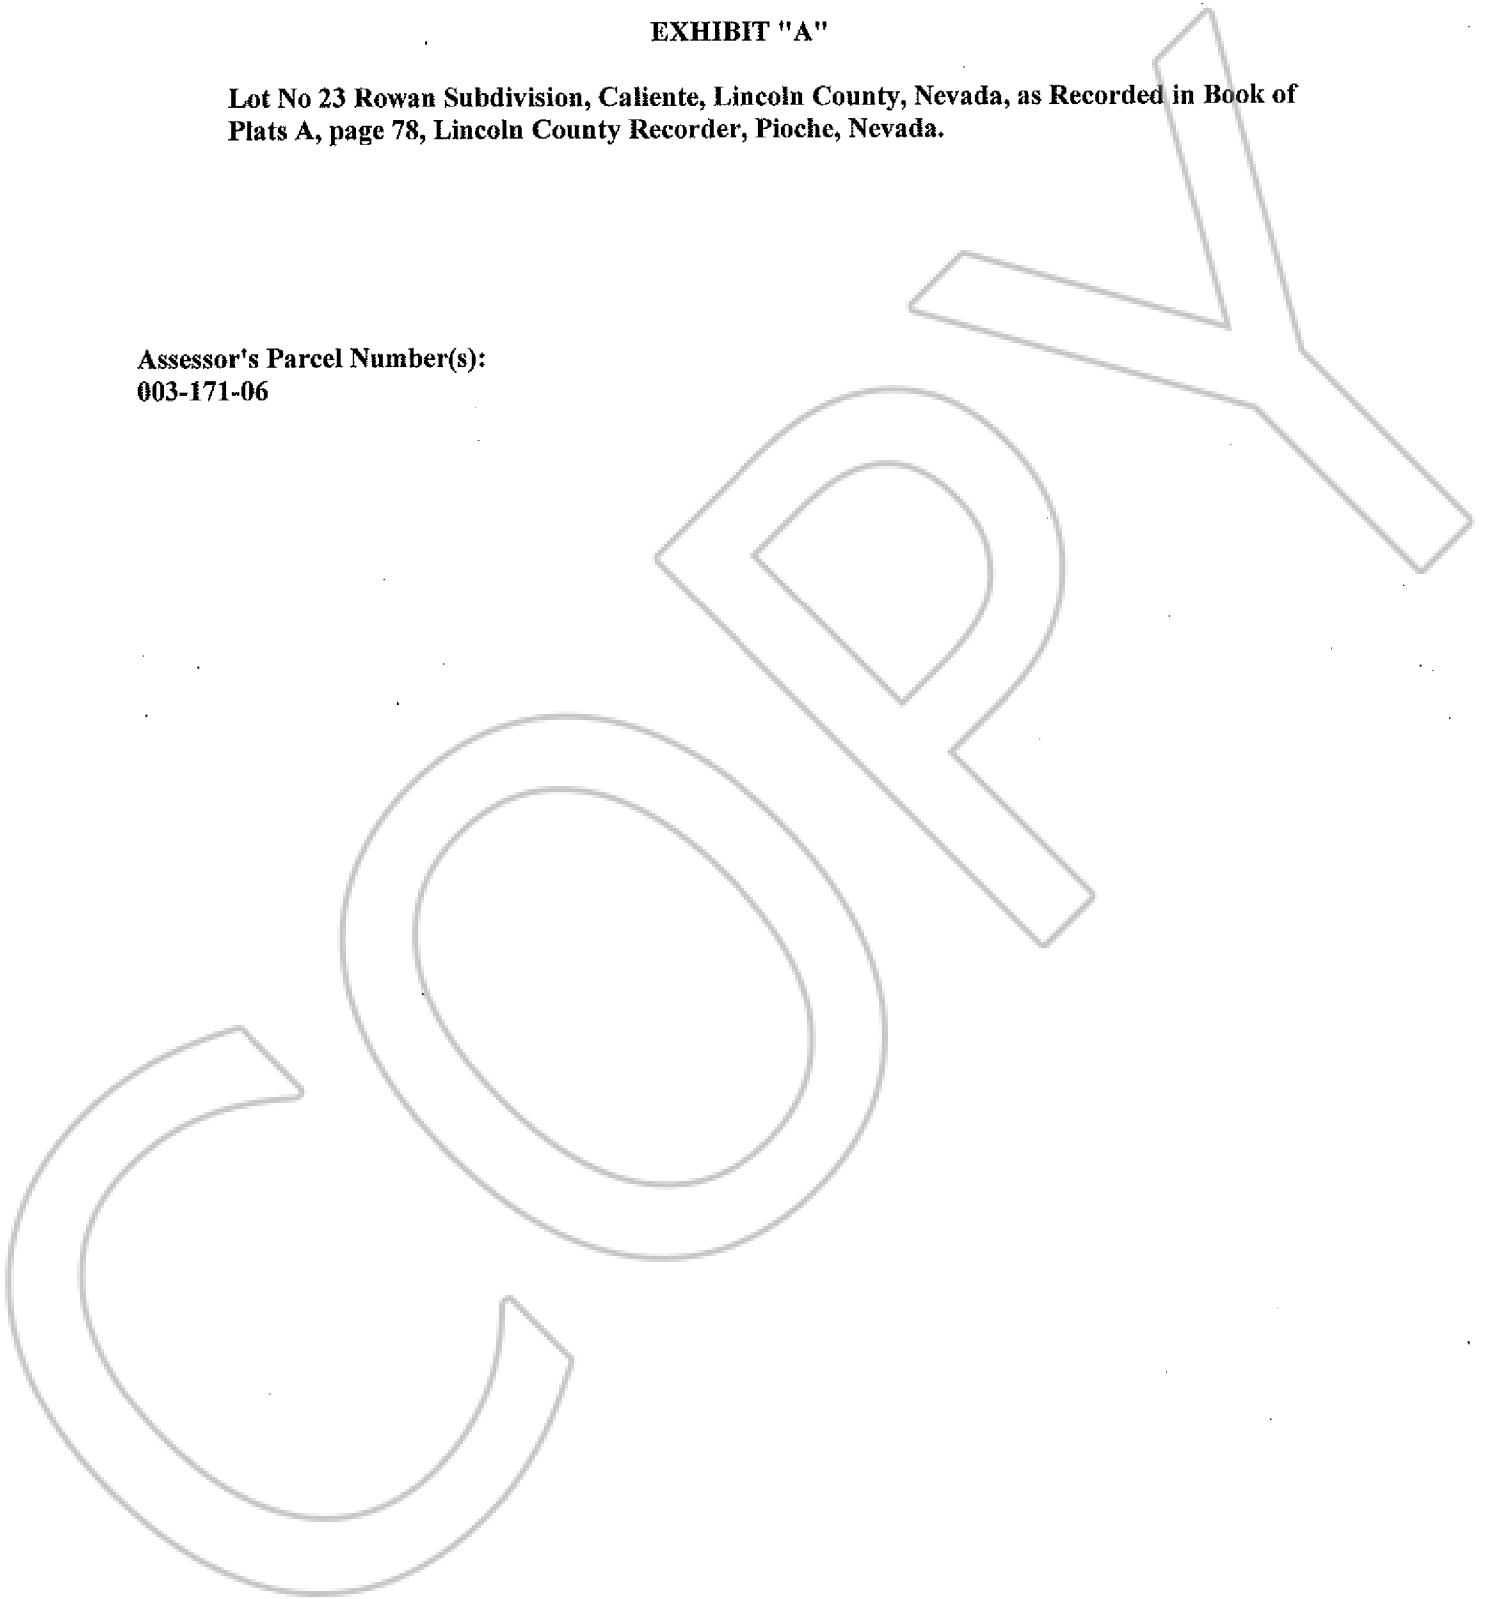 EXHIBIT "A"
Lot No 23 Rowan Subdivision, Caliente, Lincoln County, Nevada, as Recorded in Book of
Plats A, page 78, Lincoln County Recorder, Pioche, Nevada.
Assessor's Parcel Number(s):
003-171-06
COPY